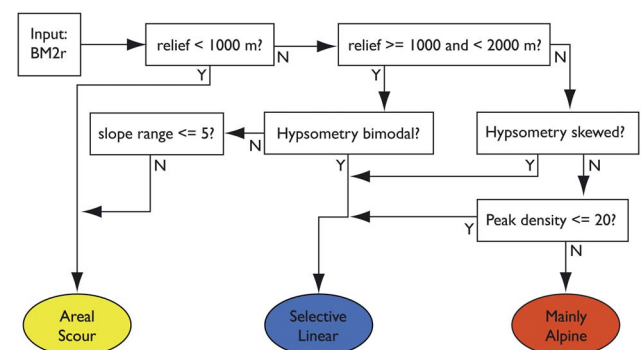 Input:
BM2r
relief < 1000 m?
N
relief >= 1000 and < 2000 m?
N
Y
Y
slope range <= 5?
N
Hypsometry bimodal?
Hypsometry skewed?
N
Y
Y
N
Peak density <= 20?
Y
N
Areal
Scour
Selective
Linear
Mainly
Alpine